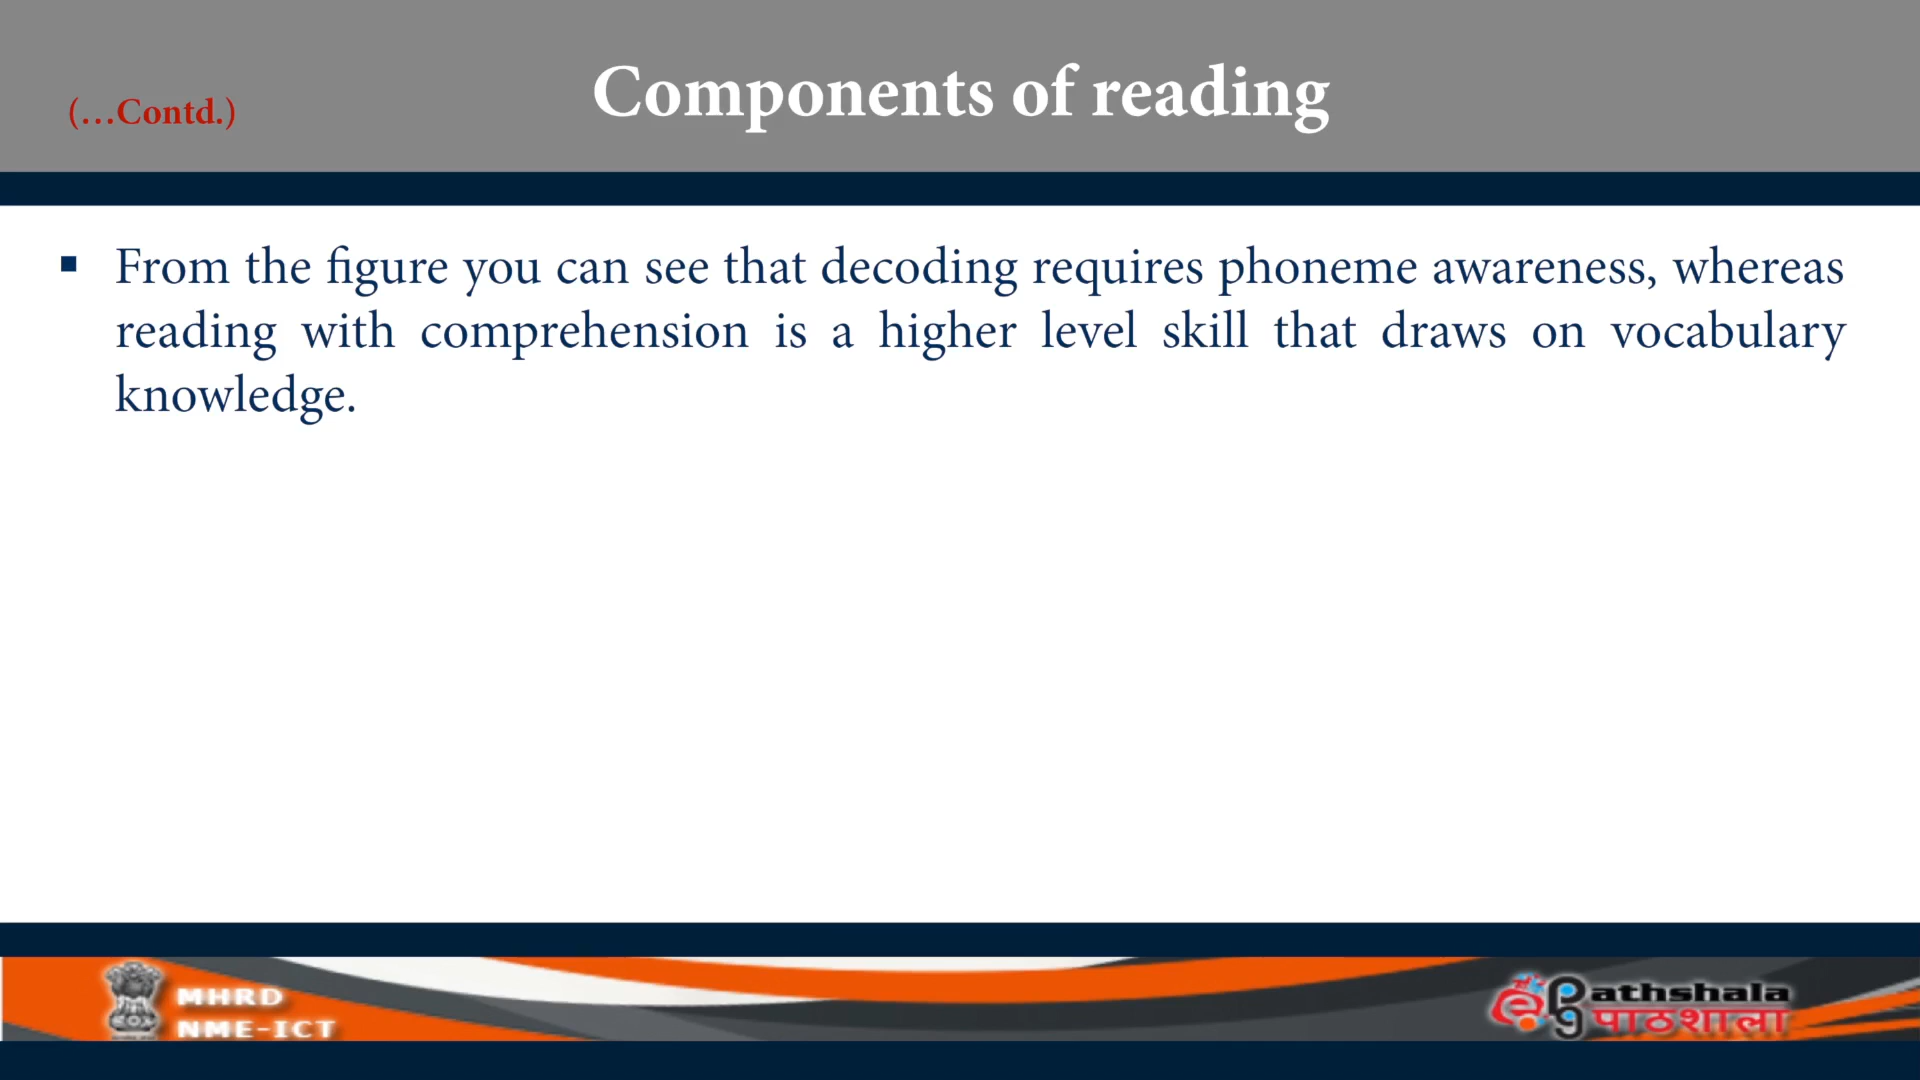 (...Contd.)
Components of reading
▪ From the figure you can see that decoding requires phoneme awareness, whereas
reading with comprehension is a higher level skill that draws on vocabulary
knowledge.
MHRD
NME-ICT
ePathshala
पाठशाला